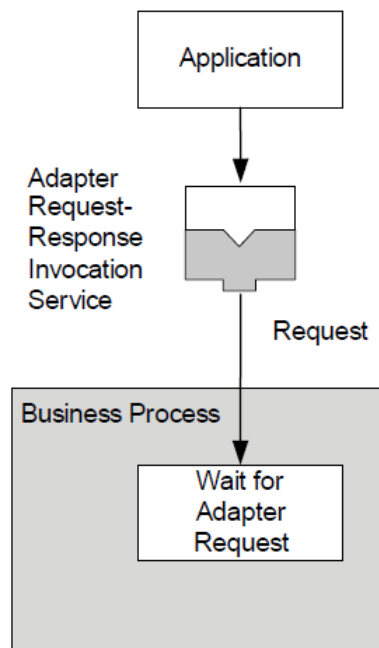 Application
Adapter
Request-
Response
Invocation
Service
Request
Business Process
Wait for
Adapter
Request